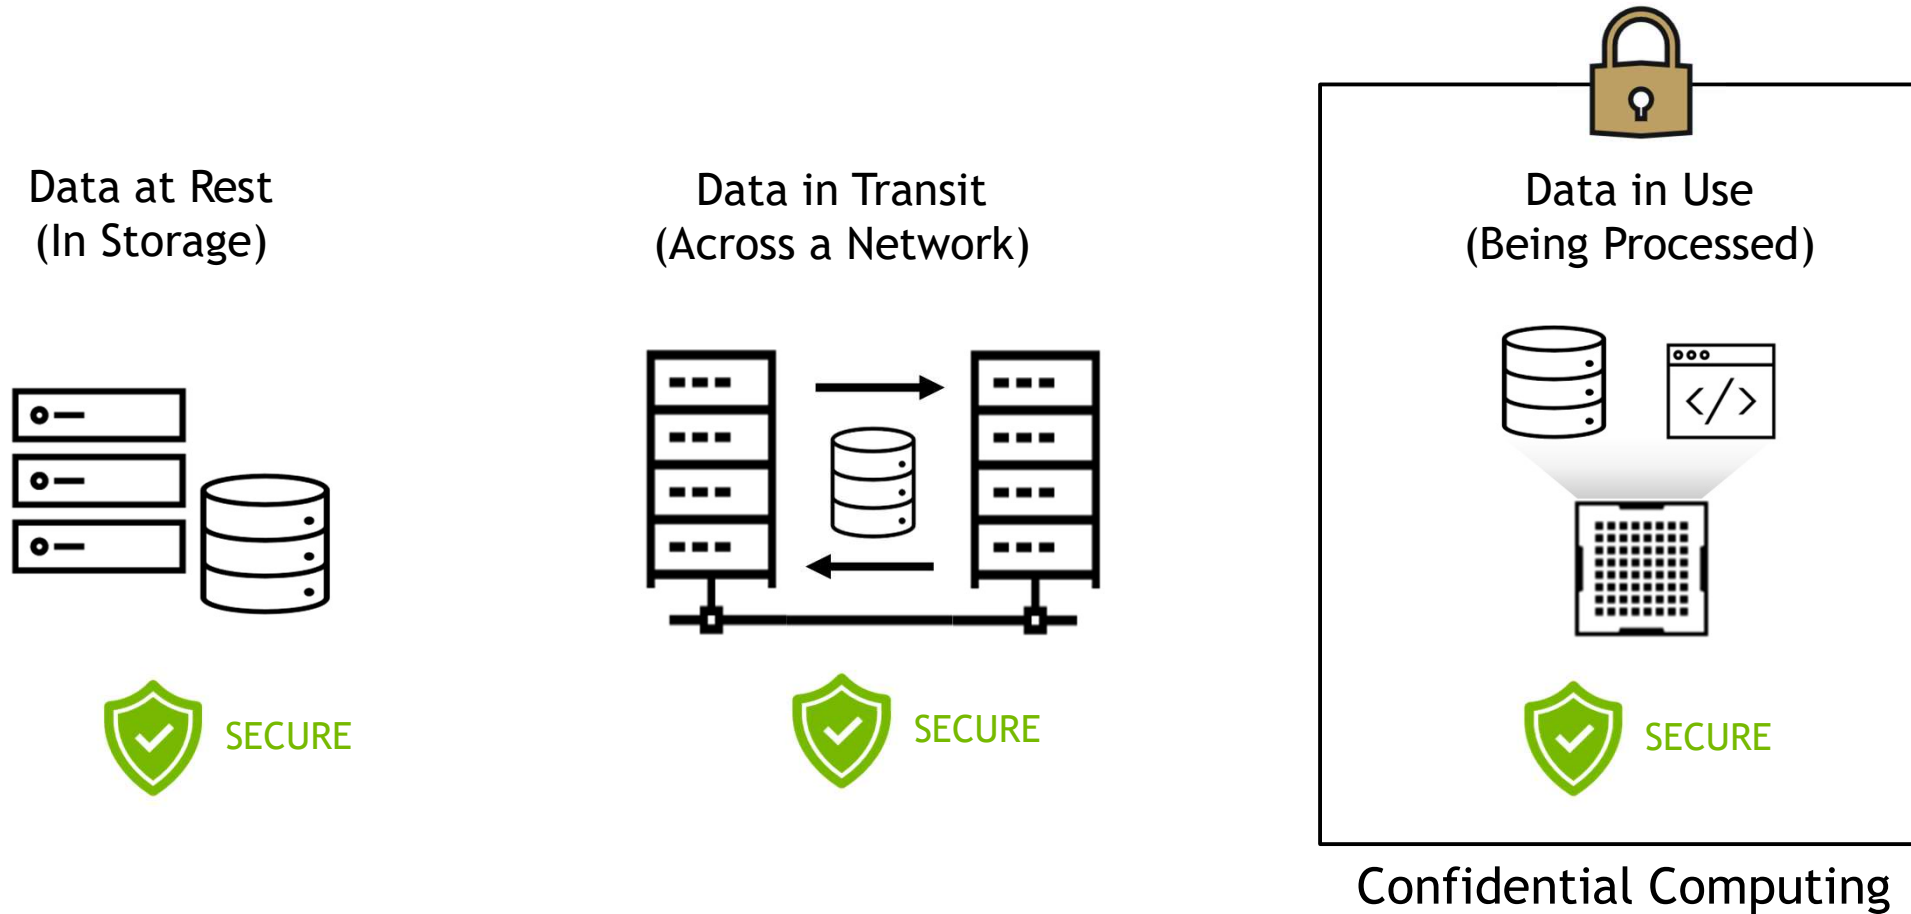 Data at Rest
(In Storage)
SECURE
Data in Transit
(Across a Network)
SECURE
Data in Use
(Being Processed)
</>
SECURE
Confidential Computing